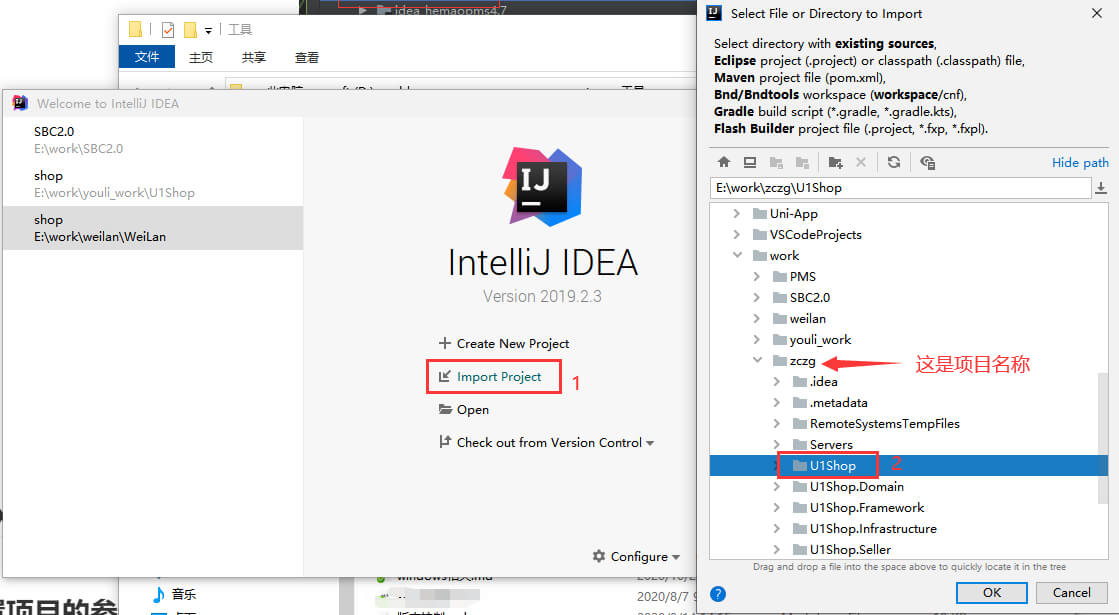 idea_hemaopms4.7
工具
文件
主页
共享
查看
Welcome to IntelliJ IDEA
SBC2.0
E:\work\SBC2.0
shop
E:\work\youli_work\U1Shop
shop
E:\work\weilan\WeiLan
IJ
IntelliJ IDEA
Version 2019.2.3
Create New Project
Import Project
1
Open
Check out from Version Control
Configure
音乐
2020/8/7
Select File or Directory to Import
Select directory with existing sources,
Eclipse project (.project) or classpath (.classpath) file,
Maven project file (pom.xml),
Bnd/Bndtools workspace (workspace/cnf),
Gradle build script (*.gradle, *.gradle.kts),
Flash Builder project file (.project, *.fxp, *.fxpl).
Hide path
E:\work\zczg\U1Shop
Uni-App
VSCodeProjects
work
PMS
SBC2.0
weilan
youli_work
zczg
这是项目名称
.idea
.metadata
RemoteSystemsTempFiles
Servers
U1Shop
2
U1Shop.Domain
U1Shop.Framework
U1Shop.Infrastructure
U1Shop.Seller
Drag and drop a file into the space above to quickly locate it in the tree
?
OK
Cancel